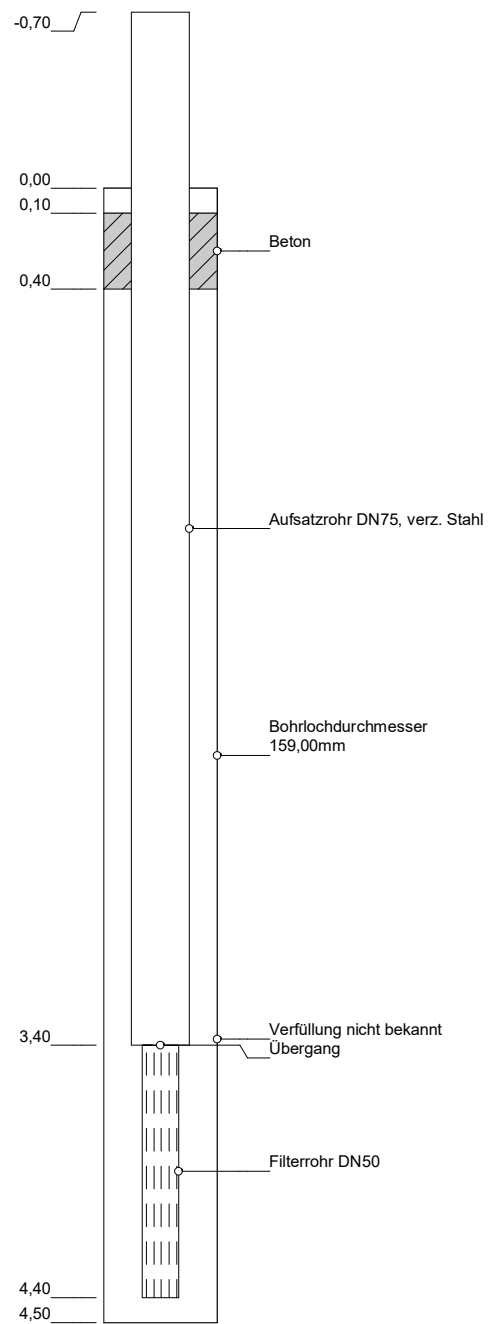 -0,70
0,00
0,10
Beton
0,40
Aufsatzrohr DN75, verz. Stahl
Bohrlochdurchmesser
159,00mm
Verfüllung nicht bekannt
3,40
Übergang
Filterrohr DN50
4,40
4,50